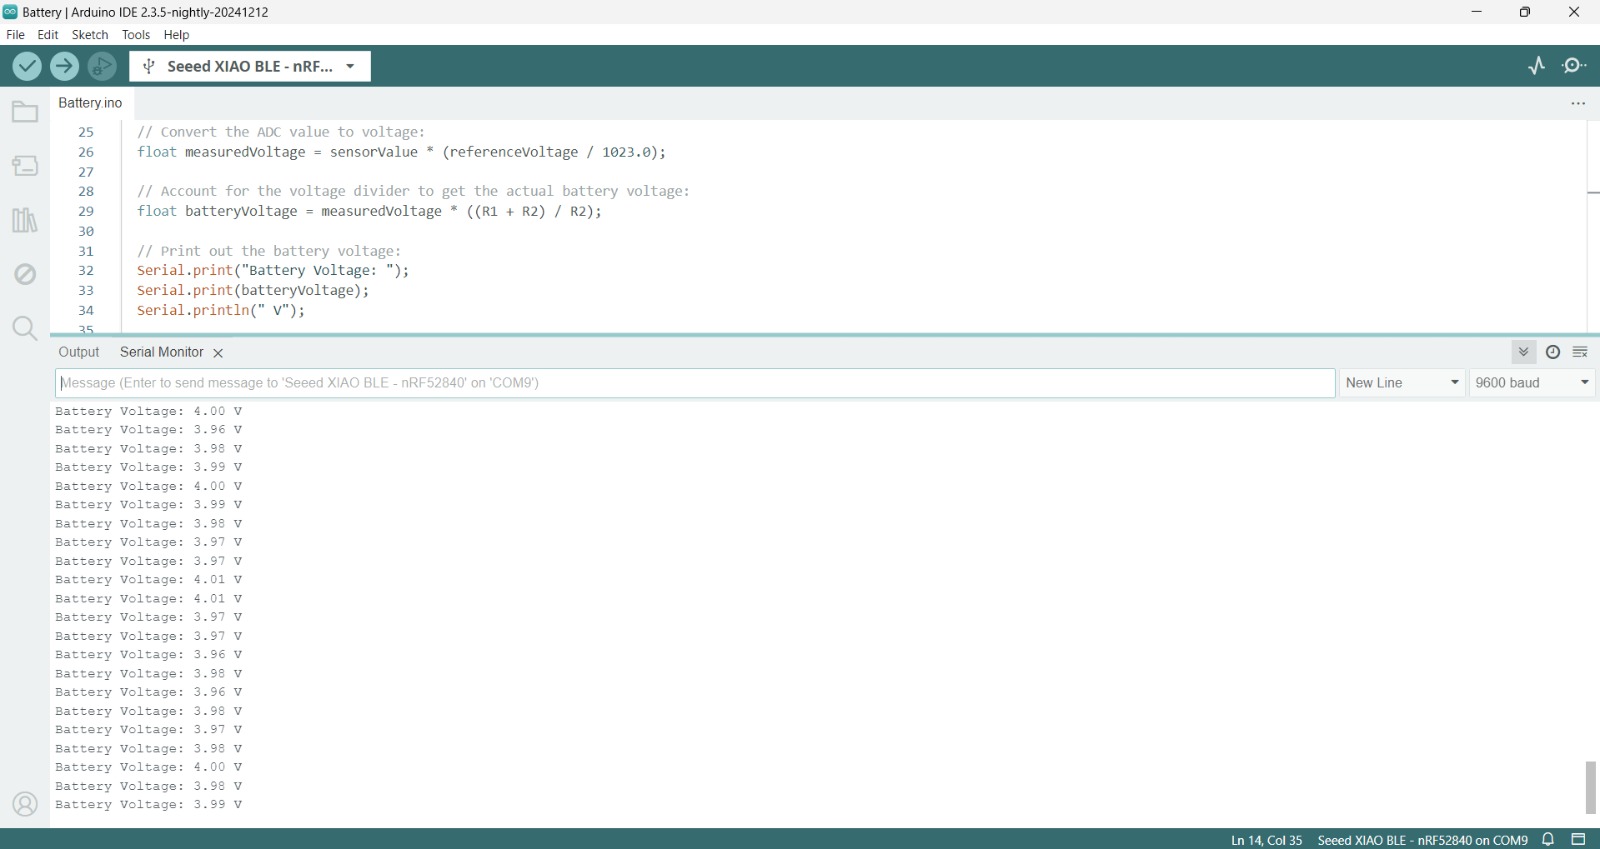 Battery | Arduino IDE 2.3.5-nightly-20241212
File Edit Sketch Tools Help
Seeed XIAO BLE - nRF...
Battery.ino
25 // Convert the ADC value to voltage:
26 float measuredVoltage = sensorValue * (referenceVoltage / 1023.0);
27
28 // Account for the voltage divider to get the actual battery voltage:
29 float batteryVoltage = measuredVoltage * ((R1 + R2) / R2);
30
31 // Print out the battery voltage:
32 Serial.print("Battery Voltage: ");
33 Serial.print(batteryVoltage);
34 Serial.println(" V");
35
Output Serial Monitor
Message (Enter to send message to 'Seeed XIAO BLE - nRF52840' on 'COM9') New Line 9600 baud
Battery Voltage: 4.00 V
Battery Voltage: 3.96 V
Battery Voltage: 3.98 V
Battery Voltage: 3.99 V
Battery Voltage: 4.00 V
Battery Voltage: 3.99 V
Battery Voltage: 3.98 V
Battery Voltage: 3.97 V
Battery Voltage: 3.97 V
Battery Voltage: 4.01 V
Battery Voltage: 4.01 V
Battery Voltage: 3.97 V
Battery Voltage: 3.97 V
Battery Voltage: 3.96 V
Battery Voltage: 3.98 V
Battery Voltage: 3.96 V
Battery Voltage: 3.98 V
Battery Voltage: 3.97 V
Battery Voltage: 3.98 V
Battery Voltage: 4.00 V
Battery Voltage: 3.98 V
Battery Voltage: 3.99 V
Ln 14, Col 35 Seeed XIAO BLE - nRF52840 on COM9